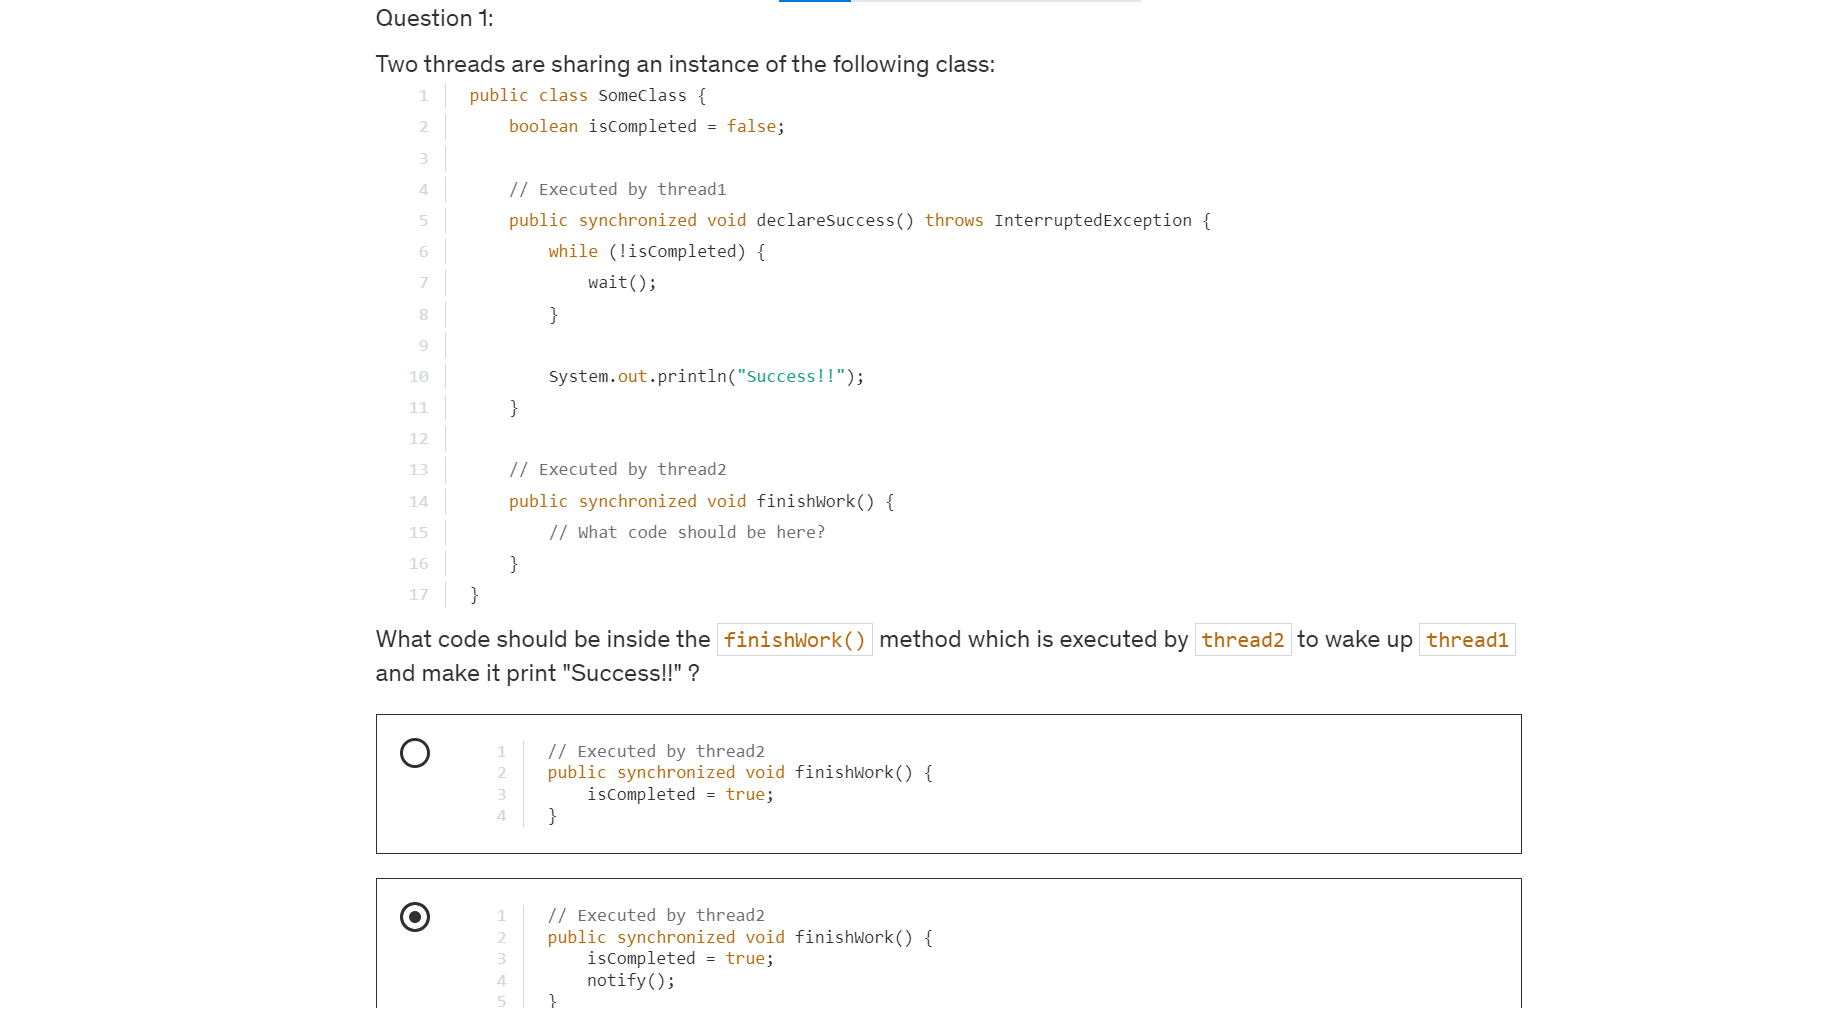 Question 1:
Two threads are sharing an instance of the following class:
1 public class SomeClass {
2     boolean isCompleted = false;
3
4     // Executed by thread1
5     public synchronized void declareSuccess() throws InterruptedException {
6         while (!isCompleted) {
7             wait();
8         }
9
10         System.out.println("Success!!");
11     }
12
13     // Executed by thread2
14     public synchronized void finishWork() {
15         // What code should be here?
16     }
17 }
What code should be inside the finishWork() method which is executed by thread2 to wake up thread1
and make it print "Success!!" ?
1 // Executed by thread2
2 public synchronized void finishWork() {
3     isCompleted = true;
4 }
1 // Executed by thread2
2 public synchronized void finishWork() {
3     isCompleted = true;
4     notify();
5 }